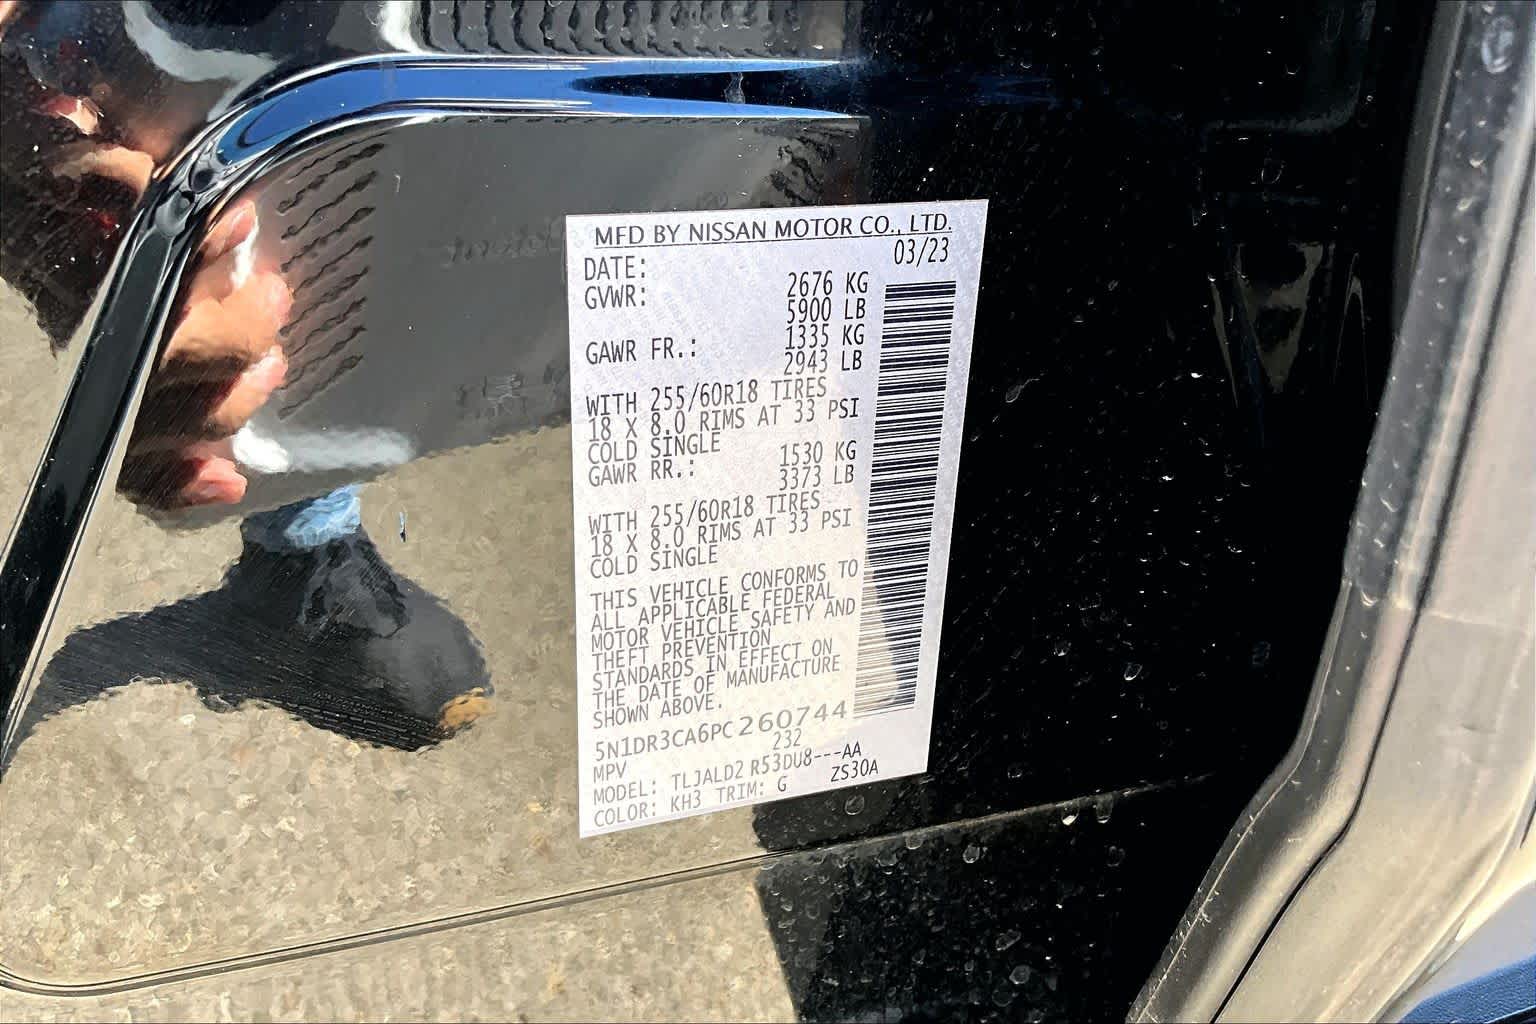 MFD BY NISSAN MOTOR CO., LTD.
DATE: 03/23
GVWR: 2676 KG
5900 LB
GAWR FR.: 1335 KG
2943 LB
WITH 255/60R18 TIRES
18 X 8.0 RIMS AT 33 PSI
COLD SINGLE
GAWR RR.: 1530 KG
3373 LB
WITH 255/60R18 TIRES
18 X 8.0 RIMS AT 33 PSI
COLD SINGLE
THIS VEHICLE CONFORMS TO
ALL APPLICABLE FEDERAL
MOTOR VEHICLE SAFETY AND
THEFT PREVENTION
STANDARDS IN EFFECT ON
THE DATE OF MANUFACTURE
SHOWN ABOVE.
5N1DR3CA6PC260744
MPV 232
MODEL: TLJALD2 R53DU8---AA
COLOR: KH3 TRIM: G ZS30A